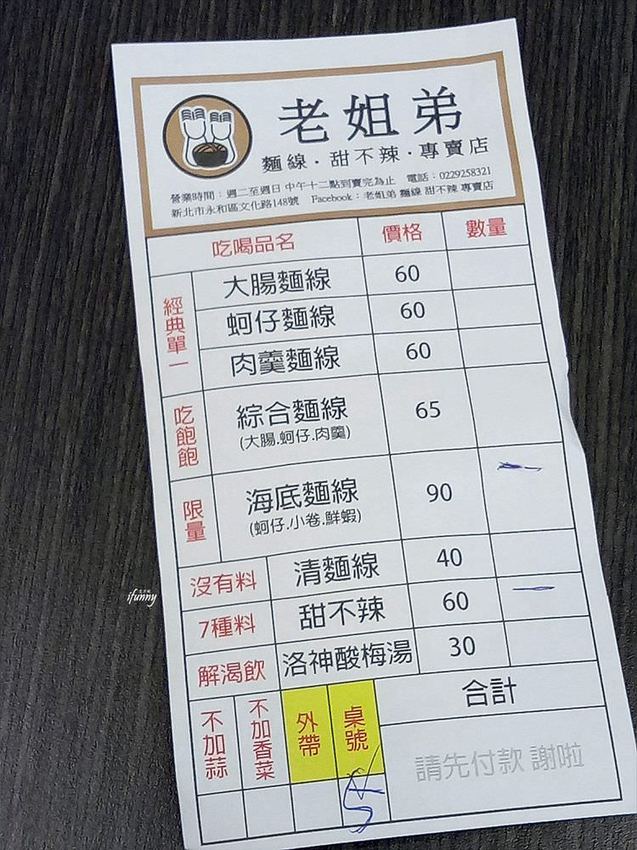 老姐弟
麵線·甜不辣·專賣店
營業時間：週二至週日 中午十二點到賣完為止 電話：0229258321
新北市永和區文化路148號 Facebook：老姐弟 麵線 甜不辣 專賣店
吃喝品名 價格 數量
經典單一
大腸麵線 60
蚵仔麵線 60
肉羹麵線 60
吃飽飽
綜合麵線 65
(大腸.蚵仔.肉羹)
限量
海底麵線 90
(蚵仔.小卷.鮮蝦)
沒有料 清麵線 40
7種料 甜不辣 60
解渴飲 洛神酸梅湯 30
不加蒜
不加香菜
外帶
桌號
合計
請先付款 謝啦
ifunny